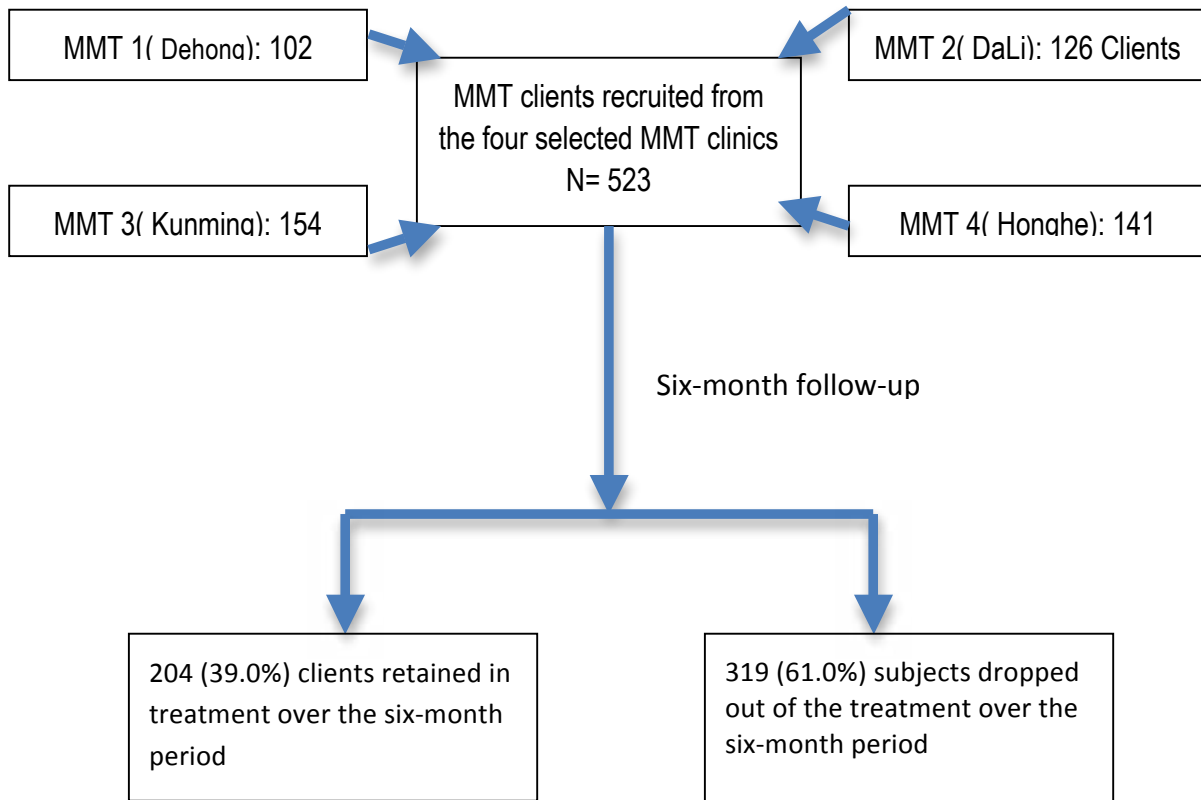 MMT 1( Dehong): 102
MMT 2( DaLi): 126 Clients
MMT clients recruited from
the four selected MMT clinics
N= 523
MMT 3( Kunming): 154
MMT 4( Honghe): 141
Six-month follow-up
204 (39.0%) clients retained in
treatment over the six-month
period
319 (61.0%) subjects dropped
out of the treatment over the
six-month period